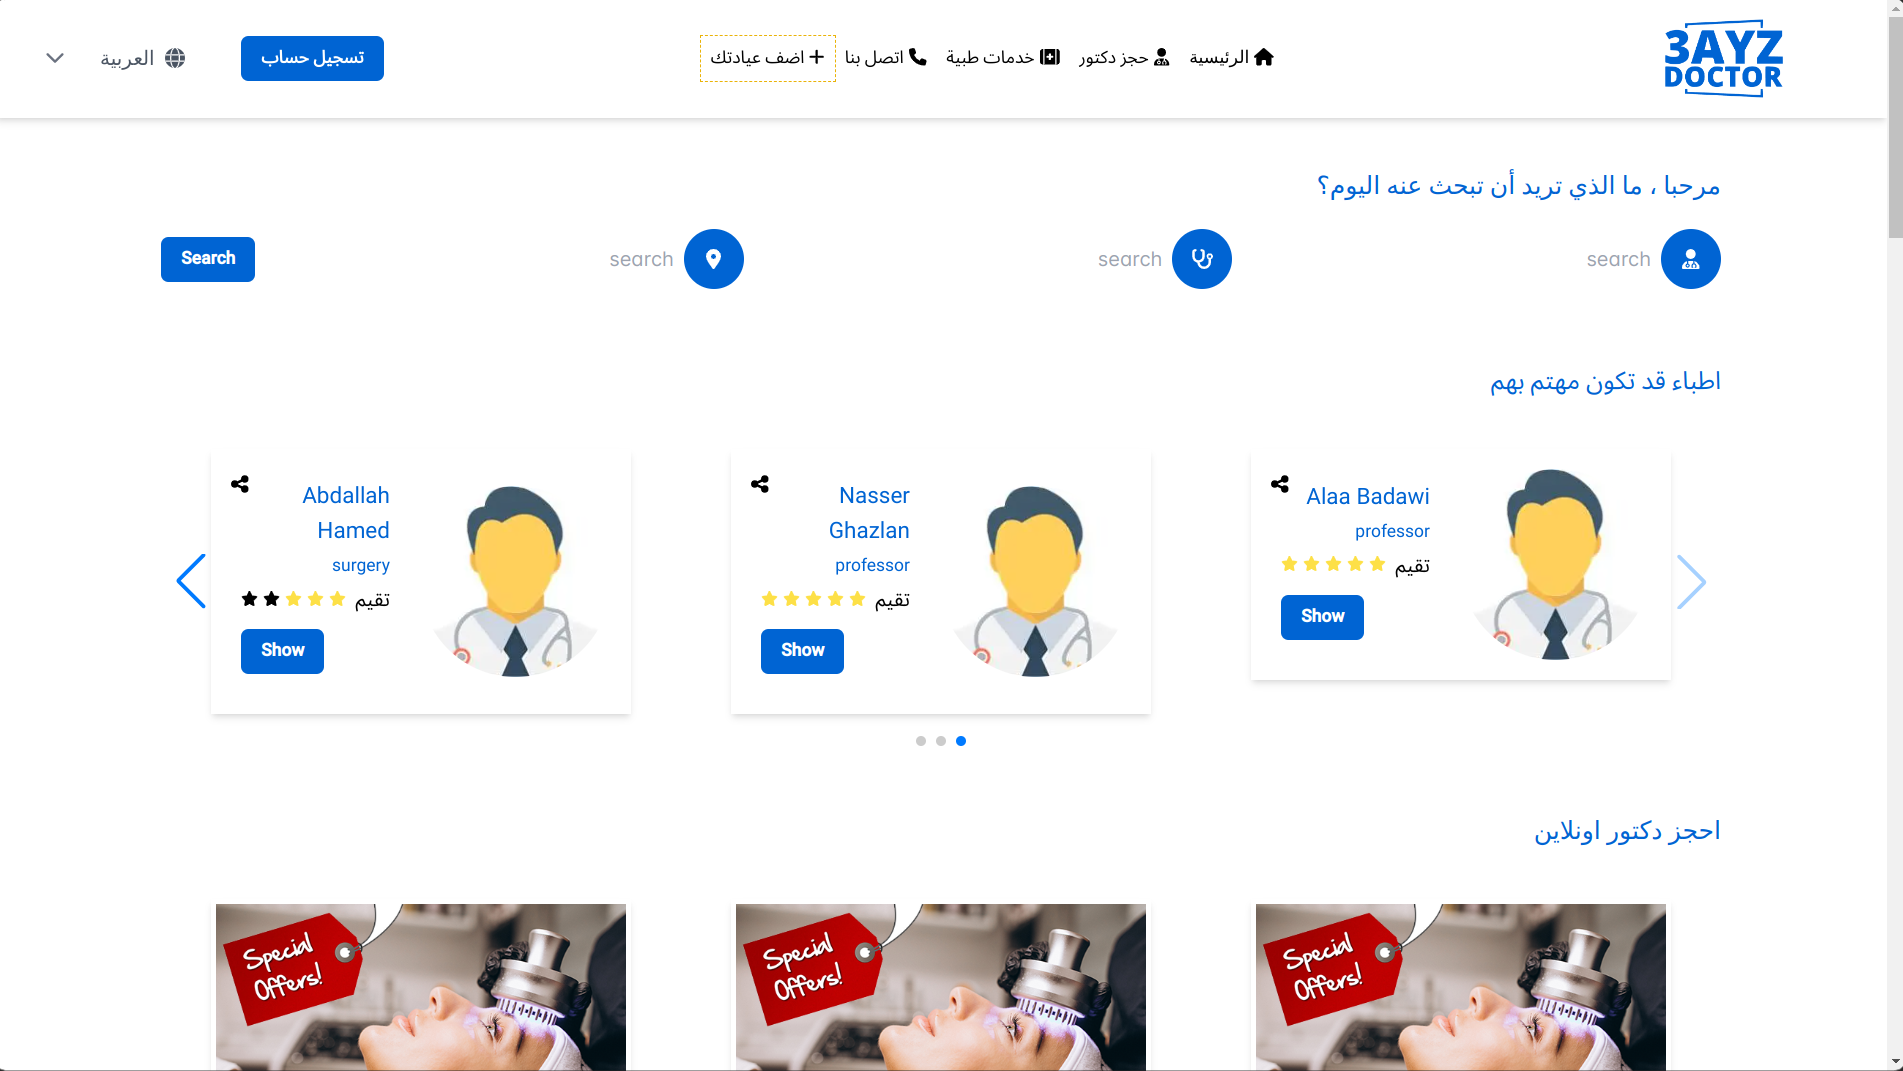 3AYZ
DOCTOR
الرئيسية
حجز دكتور
خدمات طبية
اتصل بنا
اضف عيادتك
تسجيل حساب
العربية
مرحبا ، ما الذي تريد أن تبحث عنه اليوم؟
search
search
search
Search
اطباء قد تكون مهتم بهم
Alaa Badawi
professor
تقيم
Show
Nasser
Ghazlan
professor
تقيم
Show
Abdallah
Hamed
surgery
تقيم
Show
احجز دكتور اونلاين
Special
Offers!
Special
Offers!
Special
Offers!